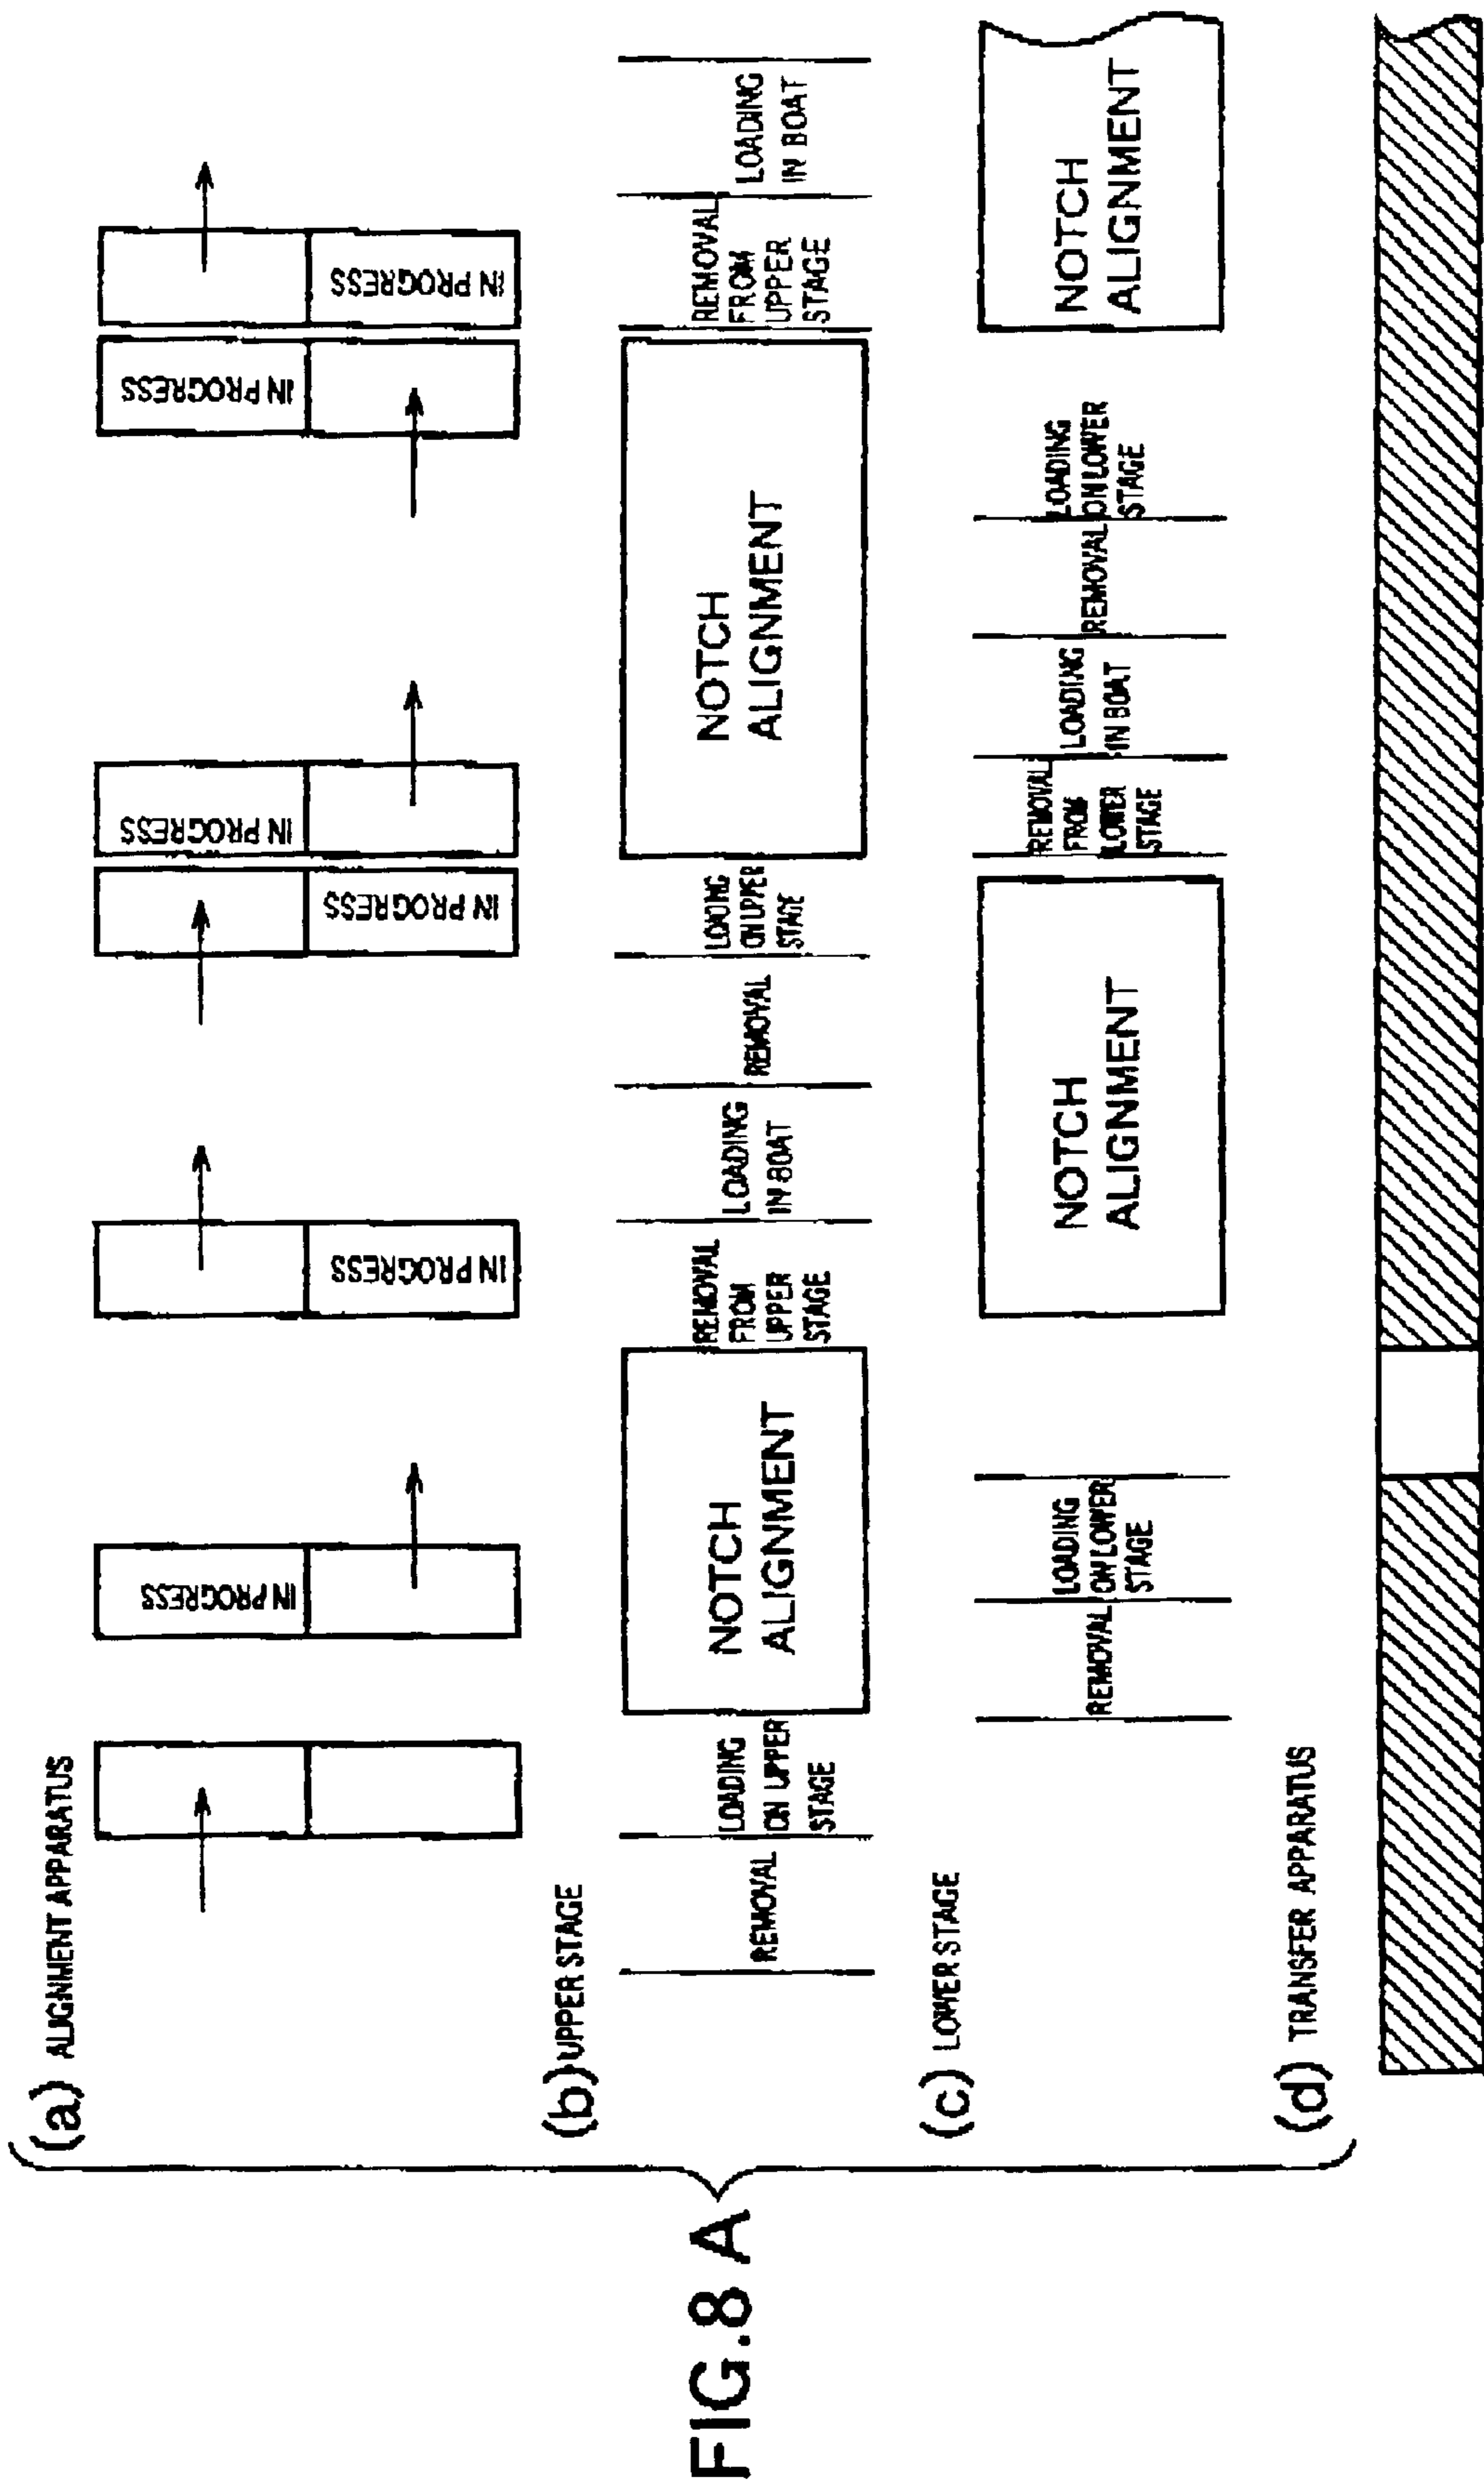 FIG.8 A
(a) ALIGNMENT APPARATUS
IN PROGRESS
IN PROGRESS
IN PROGRESS
IN PROGRESS
IN PROGRESS
IN PROGRESS
(b) UPPER STAGE
REMOVAL
LOADING
ON UPPER
STAGE
NOTCH
ALIGNMENT
REMOVAL
FROM
UPPER
STAGE
LOADING
IN BOAT
REMOVAL
LOADING
ON UPPER
STAGE
NOTCH
ALIGNMENT
REMOVAL
FROM
UPPER
STAGE
LOADING
IN BOAT
(c) LOWER STAGE
REMOVAL
LOADING
ON LOWER
STAGE
NOTCH
ALIGNMENT
REMOVAL
FROM
LOWER
STAGE
LOADING
IN BOAT
REMOVAL
LOADING
ON LOWER
STAGE
NOTCH
ALIGNMENT
(d) TRANSFER APPARATUS